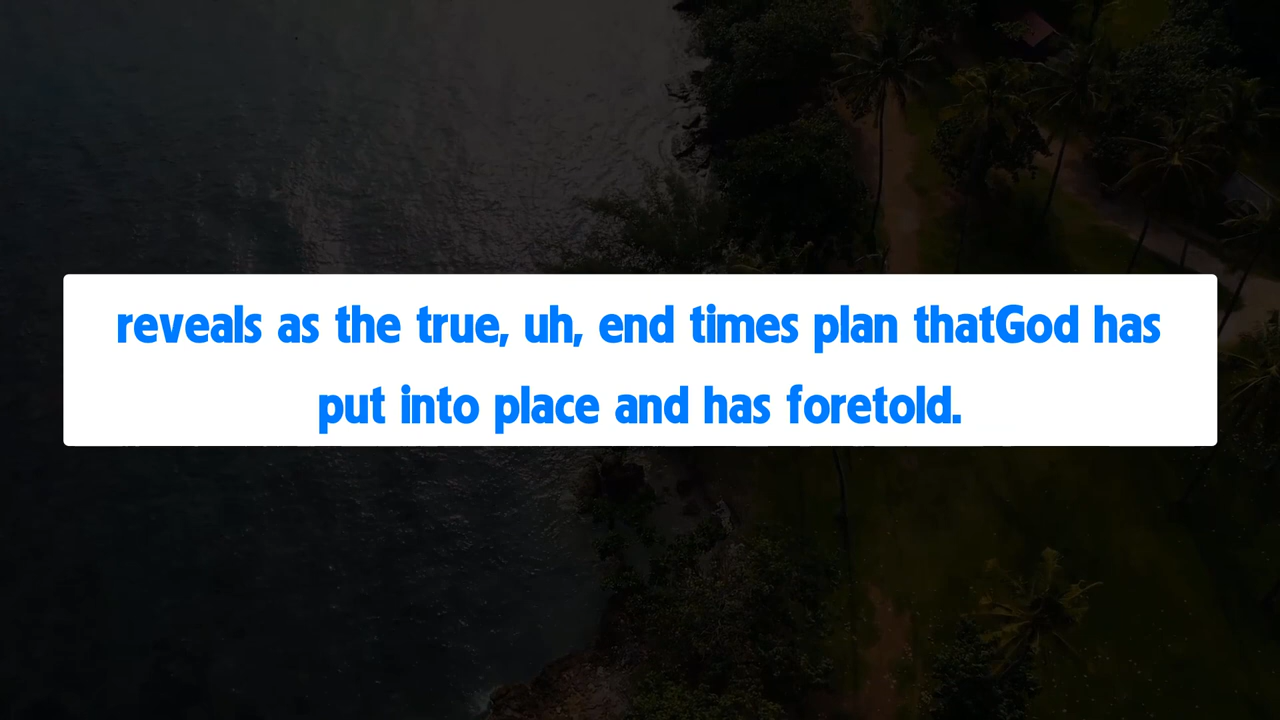 reveals as the true, uh, end times plan thatGod has
put into place and has foretold.